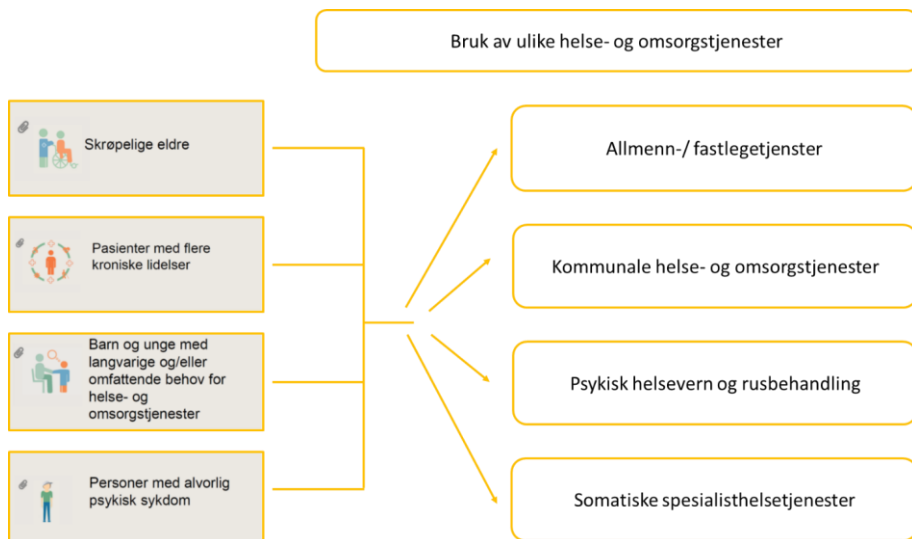 Bruk av ulike helse- og omsorgstjenester
Skrøpelige eldre
Pasienter med flere
kroniske lidelser
Barn og unge med
langvarige og/eller
omfattende behov for
helse- og
omsorgstjenester
Personer med alvorlig
psykisk sykdom
Allmenn-/ fastlegetjenster
Kommunale helse- og omsorgstjenester
Psykisk helsevern og rusbehandling
Somatiske spesialisthelsetjenester